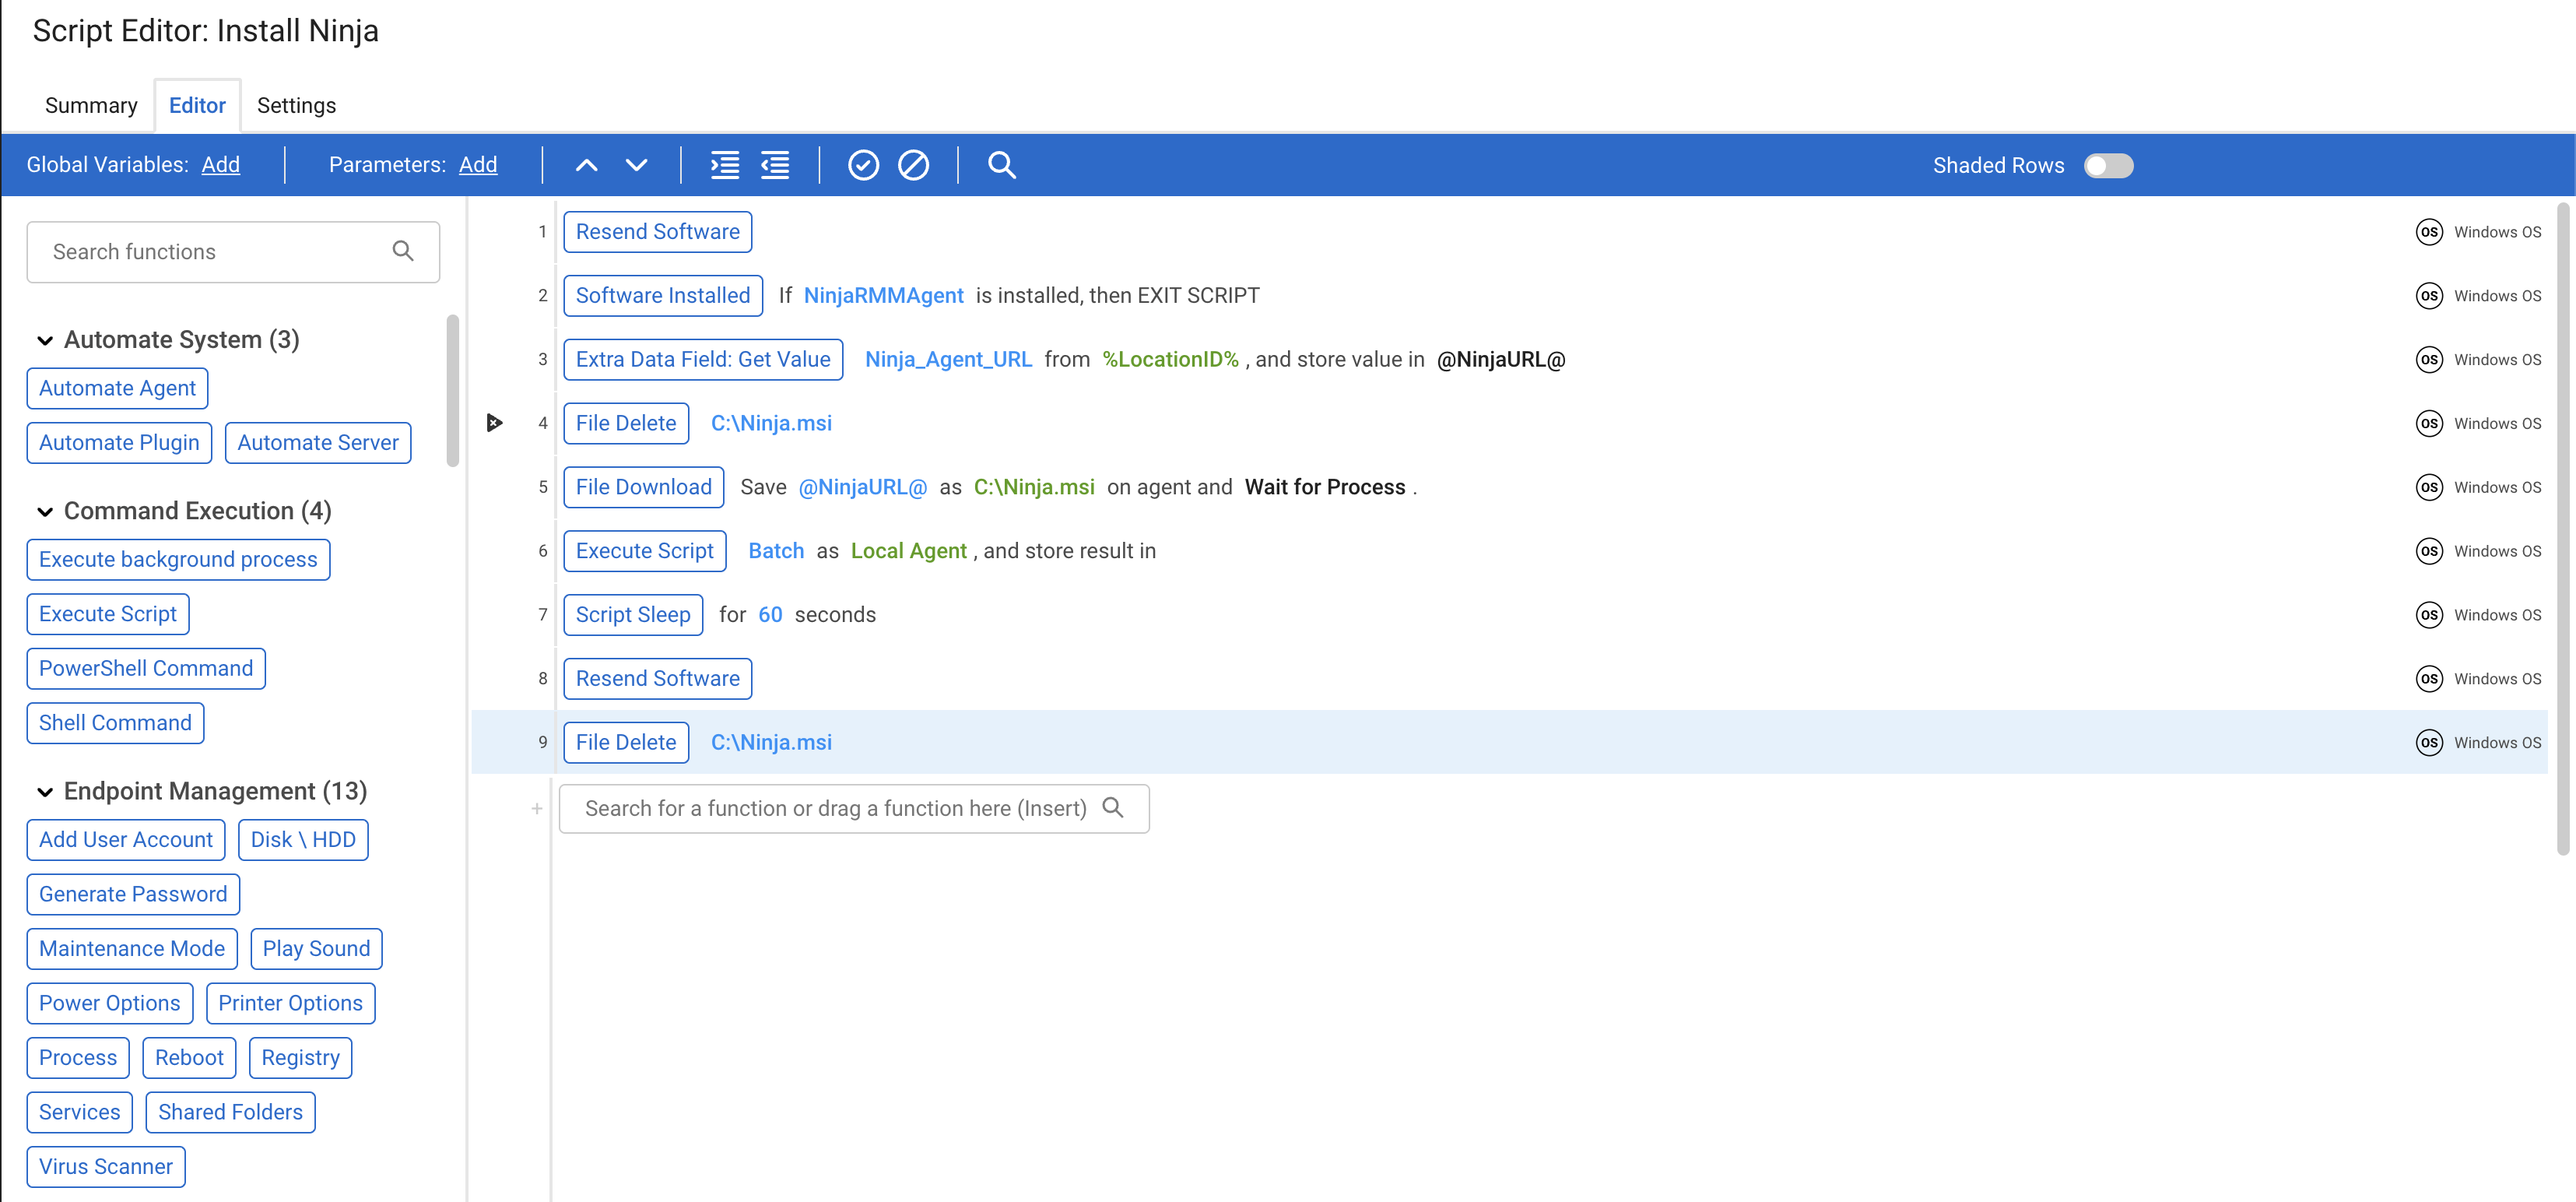 Script Editor: Install Ninja
Summary Editor Settings
Global Variables: Add Parameters: Add Shaded Rows
Search functions
Automate System (3)
Automate Agent
Automate Plugin Automate Server
Command Execution (4)
Execute background process
Execute Script
PowerShell Command
Shell Command
Endpoint Management (13)
Add User Account Disk \ HDD
Generate Password
Maintenance Mode Play Sound
Power Options Printer Options
Process Reboot Registry
Services Shared Folders
Virus Scanner
1 Resend Software OS Windows OS
2 Software Installed If NinjaRMMAgent is installed, then EXIT SCRIPT OS Windows OS
3 Extra Data Field: Get Value Ninja_Agent_URL from %LocationID% , and store value in @NinjaURL@ OS Windows OS
4 File Delete C:\Ninja.msi OS Windows OS
5 File Download Save @NinjaURL@ as C:\Ninja.msi on agent and Wait for Process . OS Windows OS
6 Execute Script Batch as Local Agent , and store result in OS Windows OS
7 Script Sleep for 60 seconds OS Windows OS
8 Resend Software OS Windows OS
9 File Delete C:\Ninja.msi OS Windows OS
+ Search for a function or drag a function here (Insert)